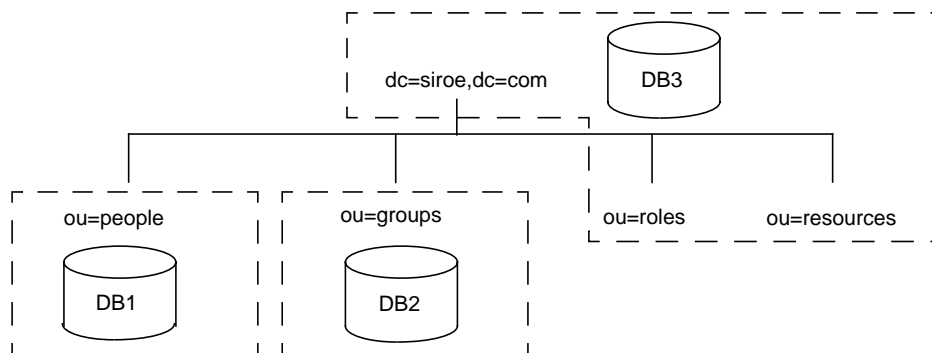 dc=siroe,dc=com
DB3
ou=people
ou=groups
ou=roles
ou=resources
DB1
DB2